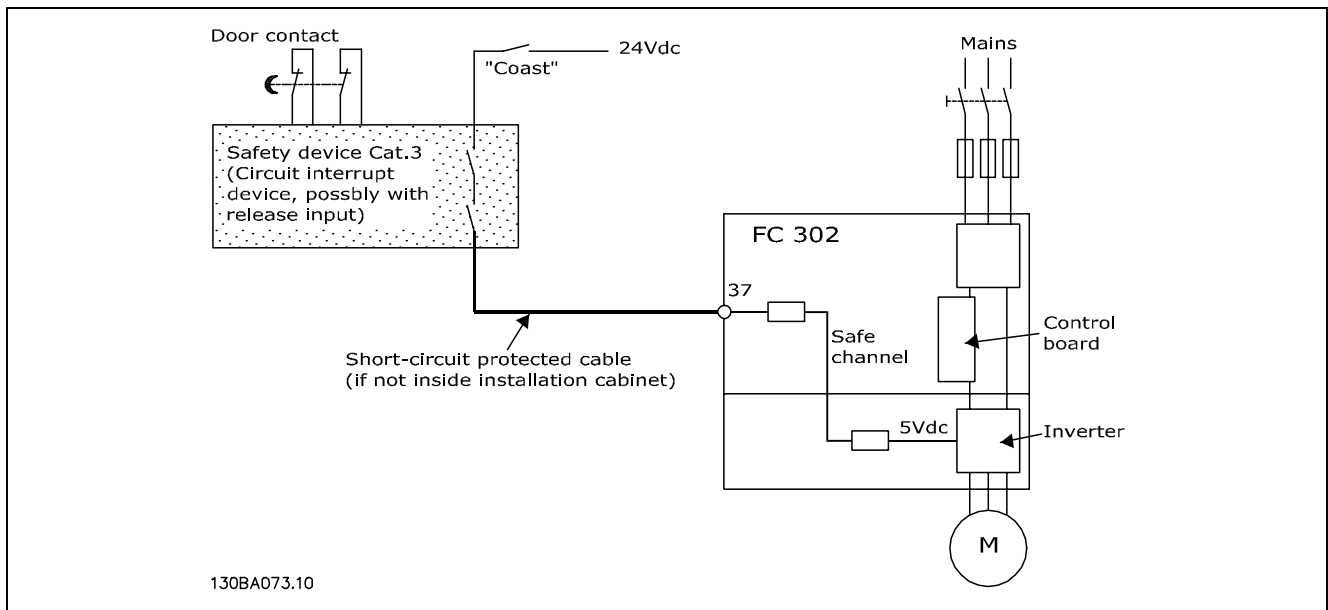 Door contact
24Vdc
"Coast"
Mains
Safety device Cat.3
(Circuit interrupt
device, possbly with
release input)
FC 302
37
Safe
channel
Control
board
Short-circuit protected cable
(if not inside installation cabinet)
5Vdc
Inverter
M
130BA073.10